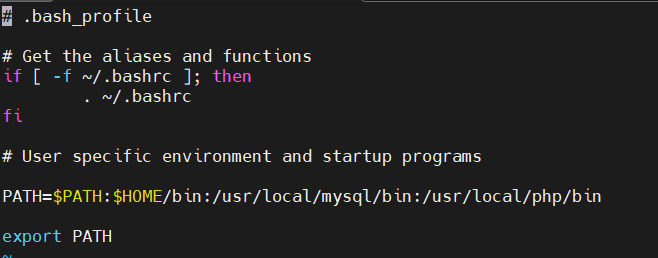 # .bash_profile
# Get the aliases and functions
if [ -f ~/.bashrc ]; then
        . ~/.bashrc
fi
# User specific environment and startup programs
PATH=$PATH:$HOME/bin:/usr/local/mysql/bin:/usr/local/php/bin
export PATH